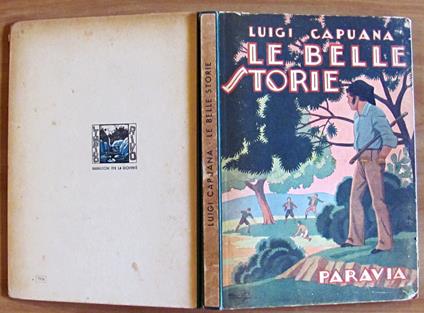 LUIGI CAPUANA
LE BELLE
STORIE
PARAVIA
LUIGI CAPUANA - LE BELLE STORIE